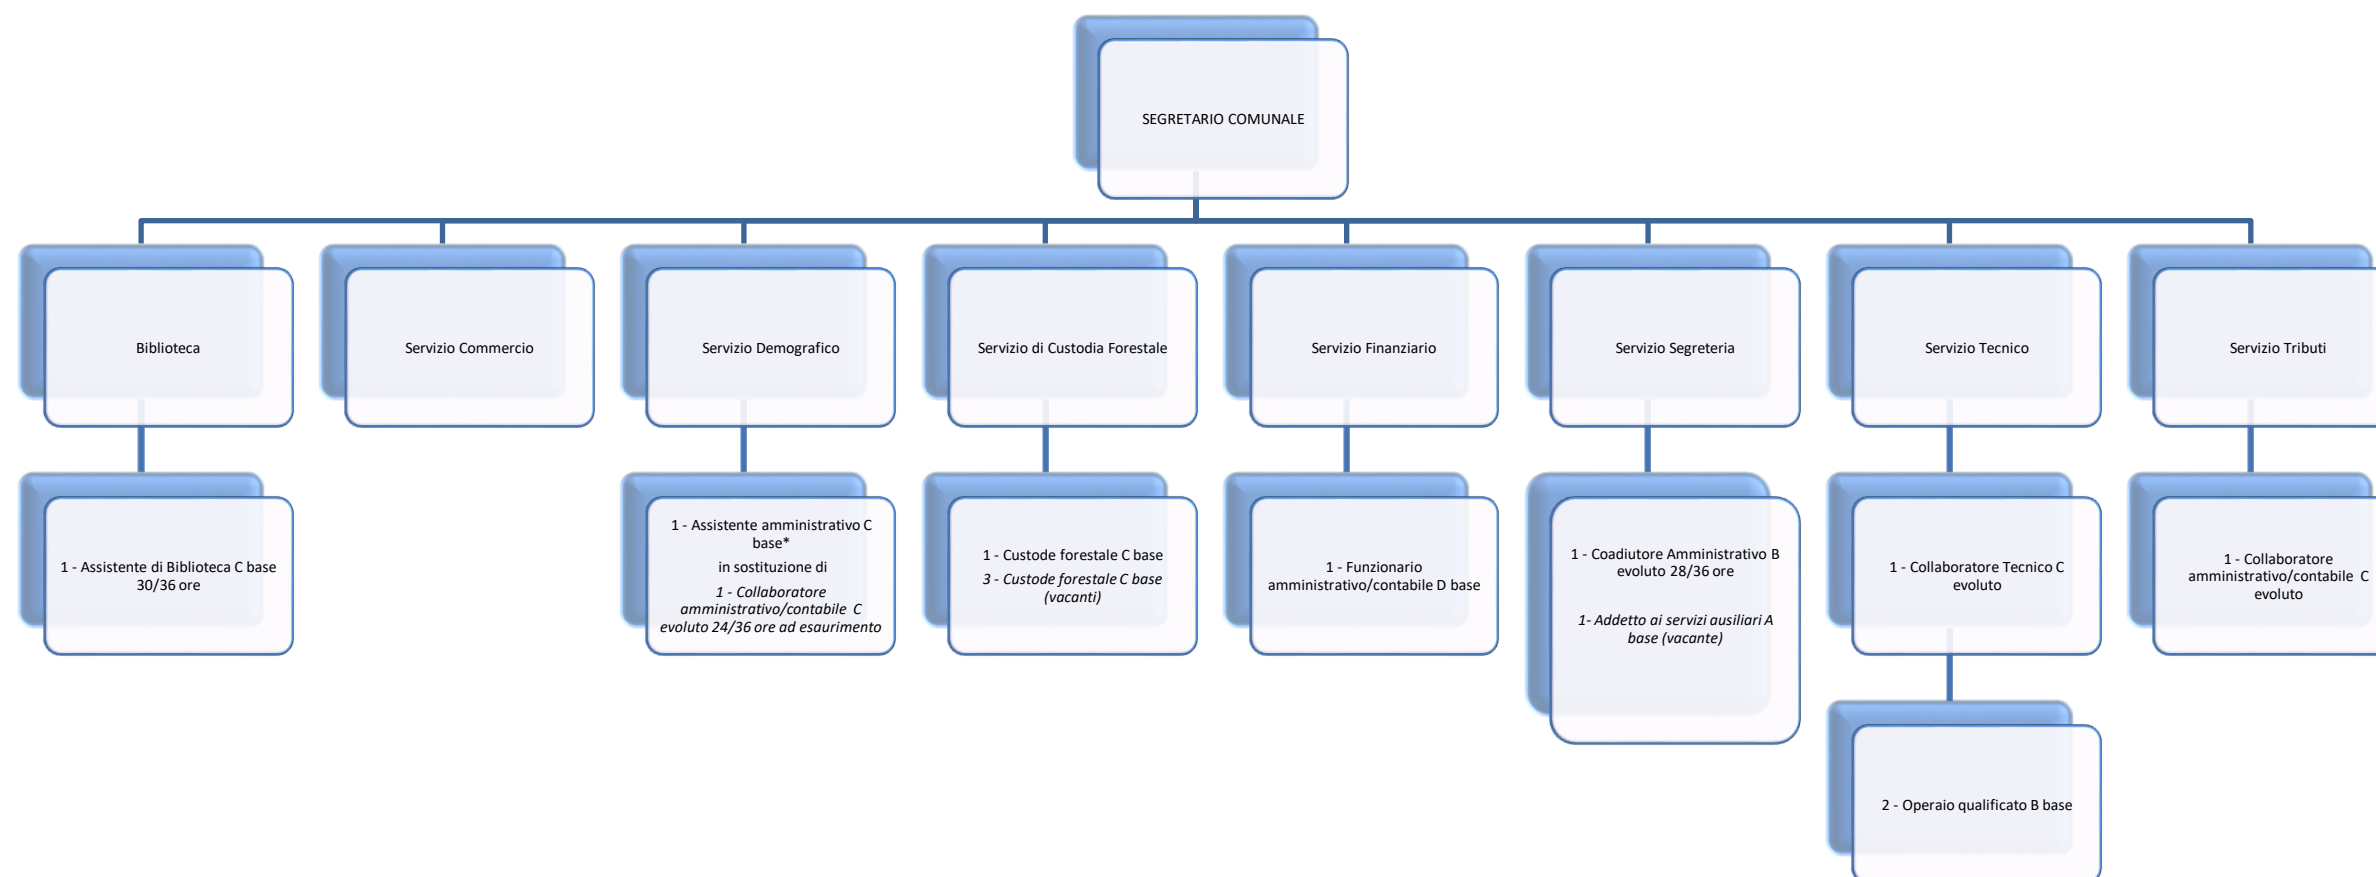 SEGRETARIO COMUNALE
Biblioteca
Servizio Commercio
Servizio Demografico
Servizio di Custodia Forestale
Servizio Finanziario
Servizio Segreteria
Servizio Tecnico
Servizio Tributi
1 - Assistente di Biblioteca C base
30/36 ore
1 - Assistente amministrativo C
base*
in sostituzione di
1 - Collaboratore
amministrativo/contabile C
evoluto 24/36 ore ad esaurimento
1 - Custode forestale C base
3 - Custode forestale C base
(vacanti)
1 - Funzionario
amministrativo/contabile D base
1 - Coadiutore Amministrativo B
evoluto 28/36 ore
1- Addetto ai servizi ausiliari A
base (vacante)
1 - Collaboratore Tecnico C
evoluto
1 - Collaboratore
amministrativo/contabile C
evoluto
2 - Operaio qualificato B base